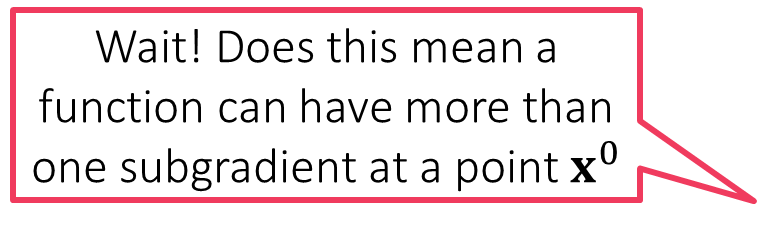 Wait! Does this mean a
function can have more than
one subgradient at a point 𝐱⁰